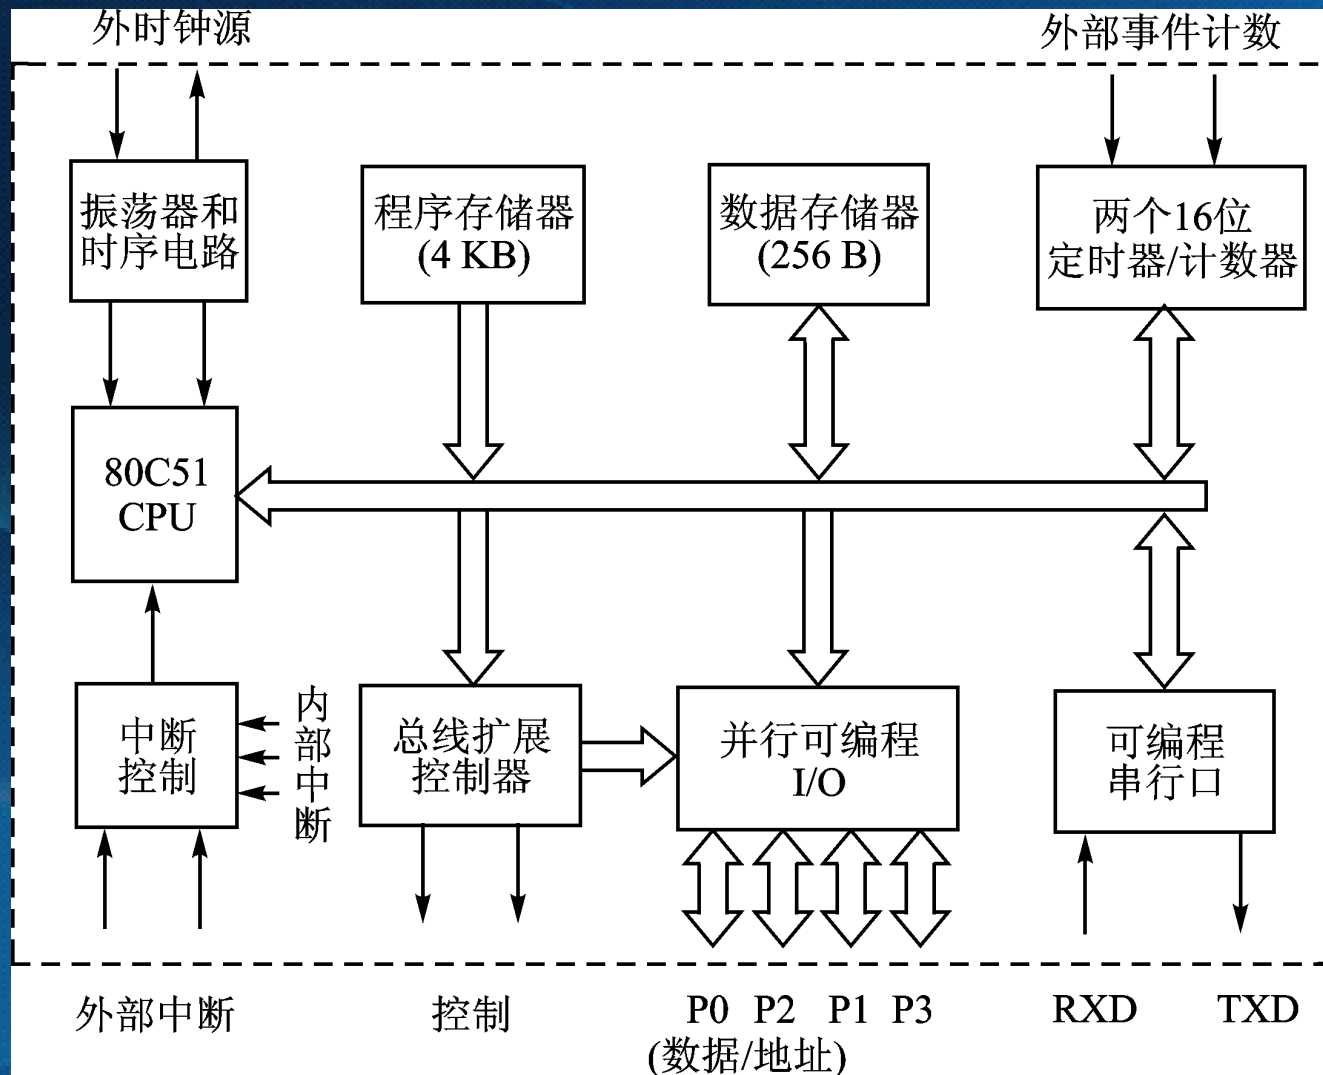 外时钟源
外部事件计数
振荡器和
时序电路
程序存储器
(4 KB)
数据存储器
(256 B)
两个16位
定时器/计数器
80C51
CPU
中断
控制
内部中断
总线扩展
控制器
并行可编程
I/O
可编程
串行口
外部中断
控制
P0 P2 P1 P3
(数据/地址)
RXD
TXD